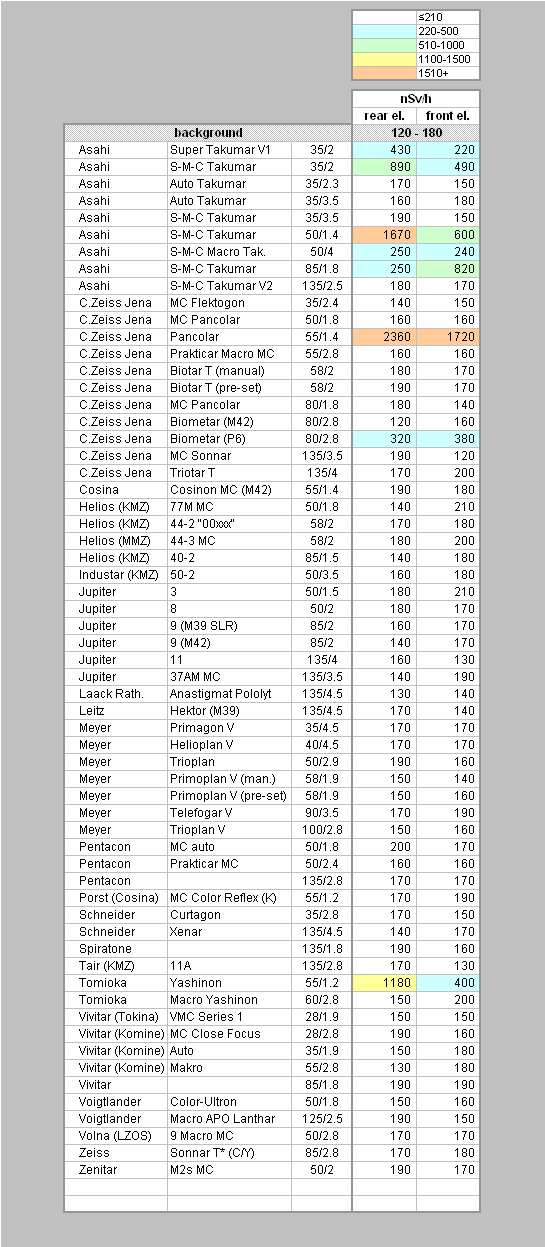 ≤210
220-500
510-1000
1100-1500
1510+
nSv/h
rear el. front el.
background 120 - 180
Asahi Super Takumar V1 35/2 430 220
Asahi S-M-C Takumar 35/2 890 490
Asahi Auto Takumar 35/2.3 170 150
Asahi Auto Takumar 35/3.5 160 180
Asahi S-M-C Takumar 35/3.5 190 150
Asahi S-M-C Takumar 50/1.4 1670 600
Asahi S-M-C Macro Tak. 50/4 250 240
Asahi S-M-C Takumar 85/1.8 250 820
Asahi S-M-C Takumar V2 135/2.5 180 170
C.Zeiss Jena MC Flektogon 35/2.4 140 150
C.Zeiss Jena MC Pancolar 50/1.8 160 160
C.Zeiss Jena Pancolar 55/1.4 2360 1720
C.Zeiss Jena Prakticar Macro MC 55/2.8 160 160
C.Zeiss Jena Biotar T (manual) 58/2 180 170
C.Zeiss Jena Biotar T (pre-set) 58/2 190 170
C.Zeiss Jena MC Pancolar 80/1.8 180 140
C.Zeiss Jena Biometar (M42) 80/2.8 120 160
C.Zeiss Jena Biometar (P6) 80/2.8 320 380
C.Zeiss Jena MC Sonnar 135/3.5 190 120
C.Zeiss Jena Triotar T 135/4 170 200
Cosina Cosinon MC (M42) 55/1.4 190 180
Helios (KMZ) 77M MC 50/1.8 140 210
Helios (KMZ) 44-2 "00xxx" 58/2 170 180
Helios (MMZ) 44-3 MC 58/2 180 200
Helios (KMZ) 40-2 85/1.5 140 180
Industar (KMZ) 50-2 50/3.5 160 180
Jupiter 3 50/1.5 180 210
Jupiter 8 50/2 180 170
Jupiter 9 (M39 SLR) 85/2 160 170
Jupiter 9 (M42) 85/2 140 170
Jupiter 11 135/4 160 130
Jupiter 37AM MC 135/3.5 140 190
Laack Rath. Anastigmat Pololyt 135/4.5 130 140
Leitz Hektor (M39) 135/4.5 170 140
Meyer Primagon V 35/4.5 170 170
Meyer Helioplan V 40/4.5 170 170
Meyer Trioplan 50/2.9 190 160
Meyer Primoplan V (man.) 58/1.9 150 140
Meyer Primoplan V (pre-set) 58/1.9 150 160
Meyer Telefogar V 90/3.5 170 190
Meyer Trioplan V 100/2.8 150 160
Pentacon MC auto 50/1.8 200 170
Pentacon Prakticar MC 50/2.4 160 160
Pentacon 135/2.8 170 170
Porst (Cosina) MC Color Reflex (K) 55/1.2 170 190
Schneider Curtagon 35/2.8 170 150
Schneider Xenar 135/4.5 140 170
Spiratone 135/1.8 190 160
Tair (KMZ) 11A 135/2.8 170 130
Tomioka Yashinon 55/1.2 1180 400
Tomioka Macro Yashinon 60/2.8 150 200
Vivitar (Tokina) VMC Series 1 28/1.9 150 150
Vivitar (Komine) MC Close Focus 28/2.8 190 160
Vivitar (Komine) Auto 35/1.9 150 180
Vivitar (Komine) Makro 55/2.8 130 180
Vivitar 85/1.8 190 190
Voigtlander Color-Ultron 50/1.8 150 160
Voigtlander Macro APO Lanthar 125/2.5 190 150
Volna (LZOS) 9 Macro MC 50/2.8 170 170
Zeiss Sonnar T* (C/Y) 85/2.8 170 180
Zenitar M2s MC 50/2 190 170